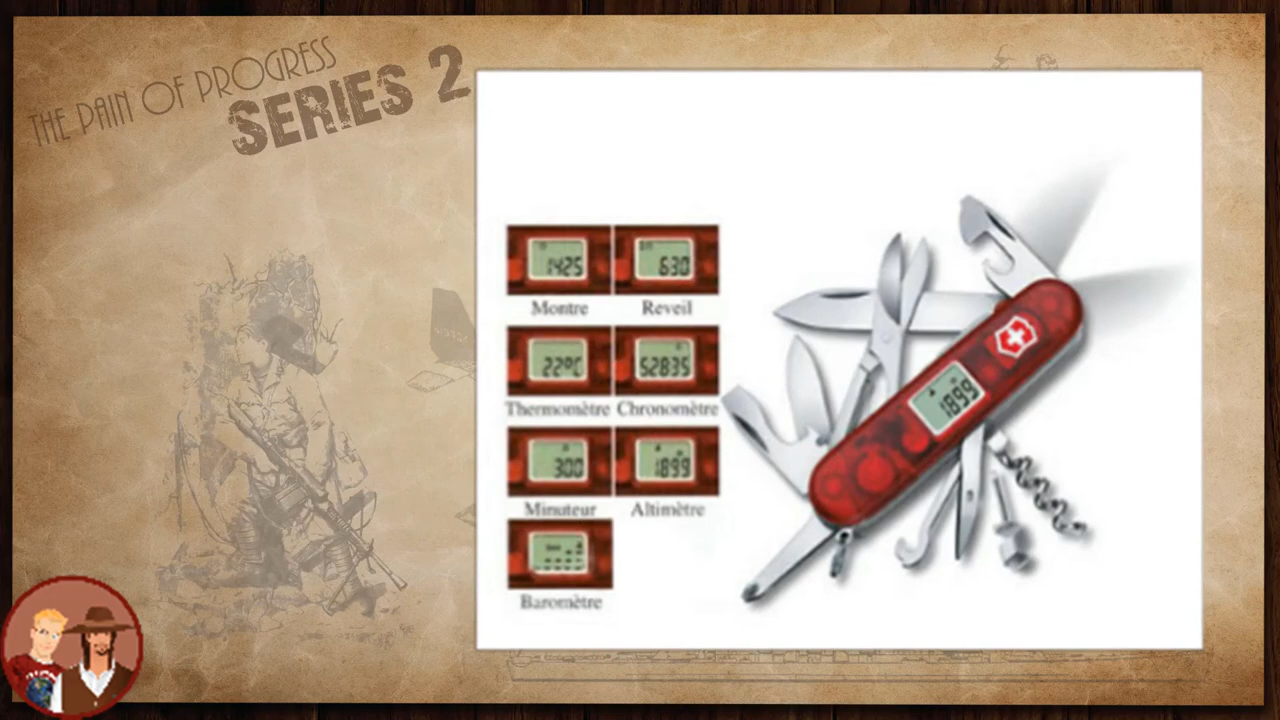 THE PAIN OF PROGRESS
SERIES 2
1425 630
Montre Reveil
22°C 52835
Thermomètre Chronomètre
300 1899
Minuteur Altimètre
Baromètre
1899